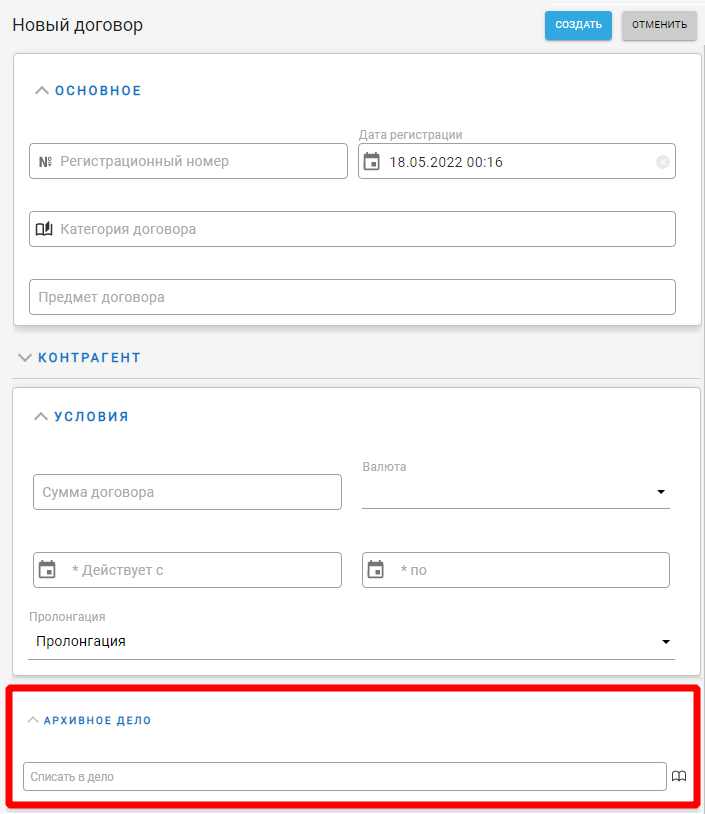 Новый договор
СОЗДАТЬ
ОТМЕНИТЬ
ОСНОВНОЕ
Дата регистрации
№ Регистрационный номер
18.05.2022 00:16
Категория договора
Предмет договора
КОНТРАГЕНТ
УСЛОВИЯ
Валюта
Сумма договора
* Действует с
* по
Пролонгация
Пролонгация
АРХИВНОЕ ДЕЛО
Списать в дело